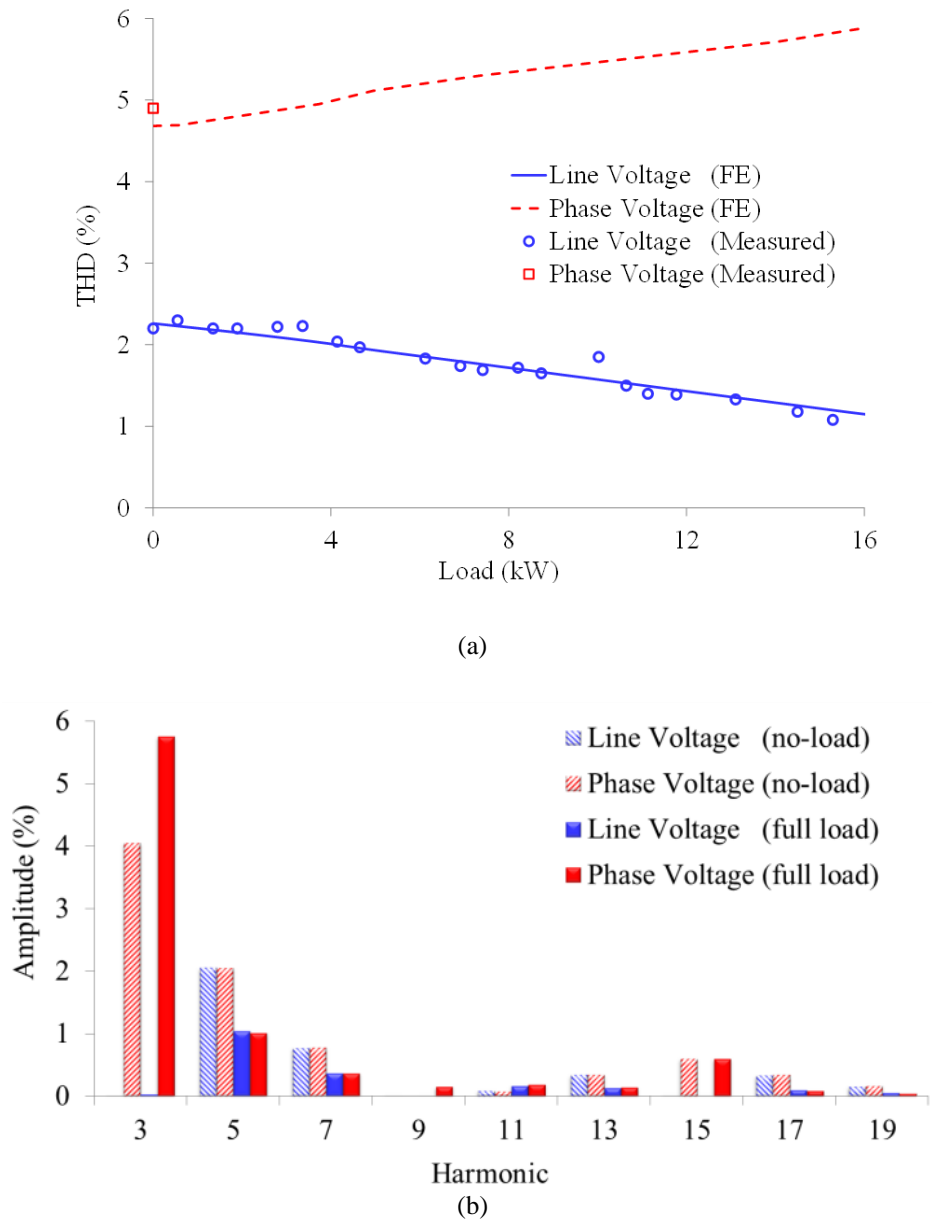 6
5
4
3
2
1
0
THD (%)
Line Voltage (FE)
Phase Voltage (FE)
Line Voltage (Measured)
Phase Voltage (Measured)
0 4 8 12 16
Load (kW)
(a)
6
5
4
3
2
1
0
Amplitude (%)
Line Voltage (no-load)
Phase Voltage (no-load)
Line Voltage (full load)
Phase Voltage (full load)
3 5 7 9 11 13 15 17 19
Harmonic
(b)